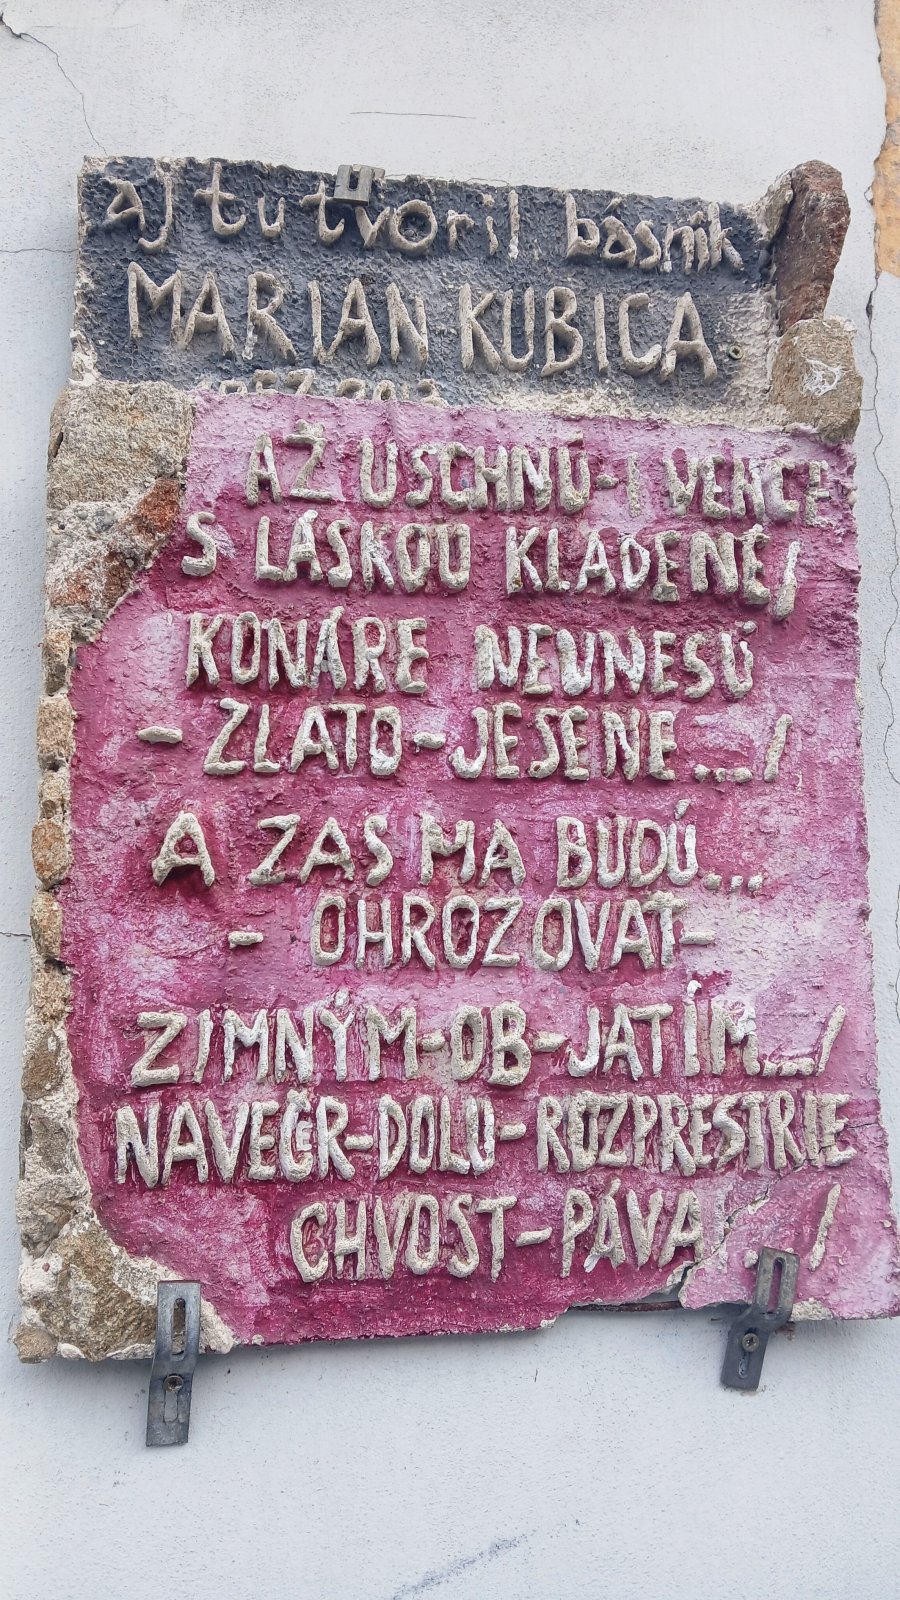 aj tu tvoril básnik
MARIAN KUBICA
AŽ USCHNÚ-I VENCE
S LÁSKOU KLADENÉ/
KONÁRE NEUNESÚ
- ZLATO-JESENE.../
A ZAS MA BUDÚ...
- OHROZOVAŤ-
ZIMNÝM-OB-JATÍM.../
NAVEČER-DOLU-ROZPRESTRIE
CHVOST-PÁVA /